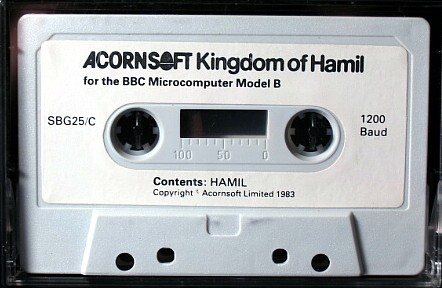 ACORNSOFT Kingdom of Hamil
for the BBC Microcomputer Model B
SBG25/C
1200
Baud
100 50 0
Contents: HAMIL
Copyright © Acornsoft Limited 1983